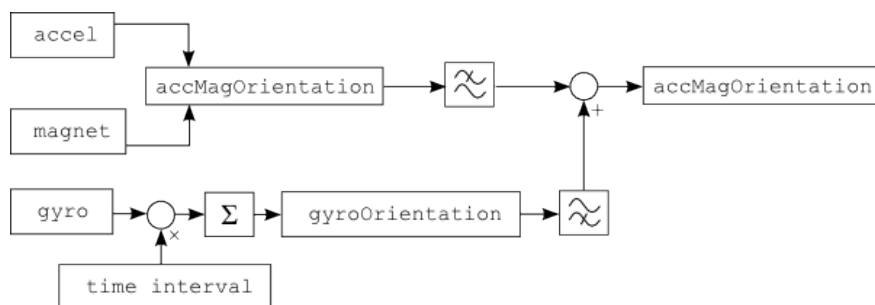 accel
accMagOrientation
accMagOrientation
+
magnet
gyro
×
Σ
gyroOrientation
time interval